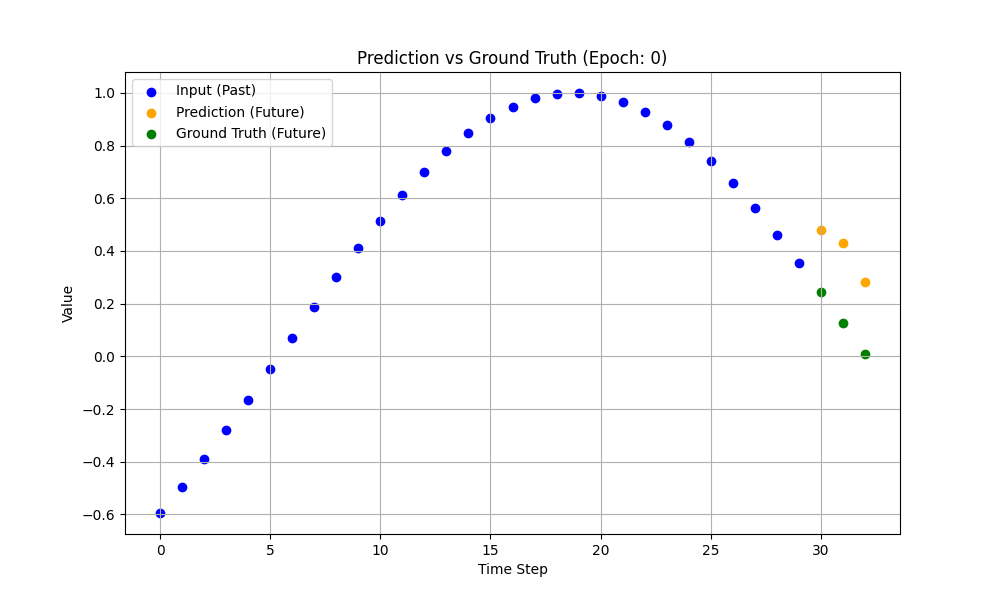 Prediction vs Ground Truth (Epoch: 0)
Input (Past)
Prediction (Future)
Ground Truth (Future)
1.0
0.8
0.6
0.4
0.2
0.0
−0.2
−0.4
−0.6
Value
0 5 10 15 20 25 30
Time Step